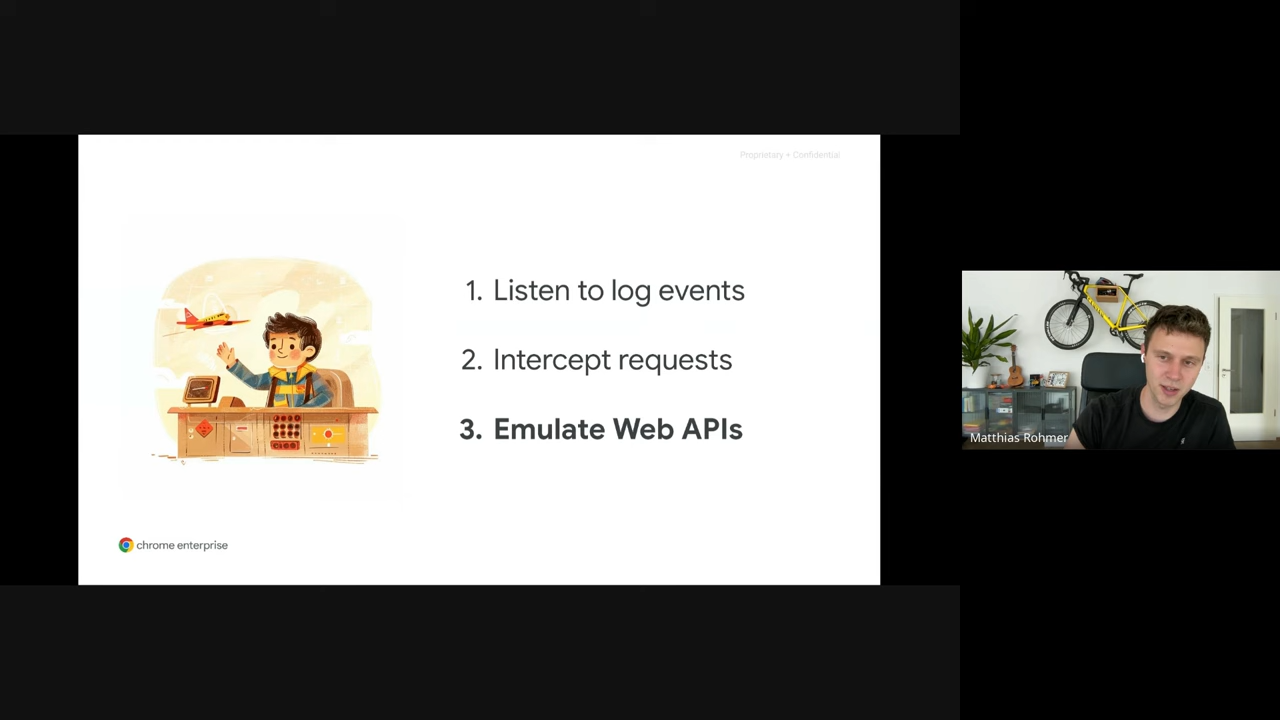 Proprietary + Confidential
1. Listen to log events
2. Intercept requests
3. Emulate Web APIs
chrome enterprise
Matthias Rohmer